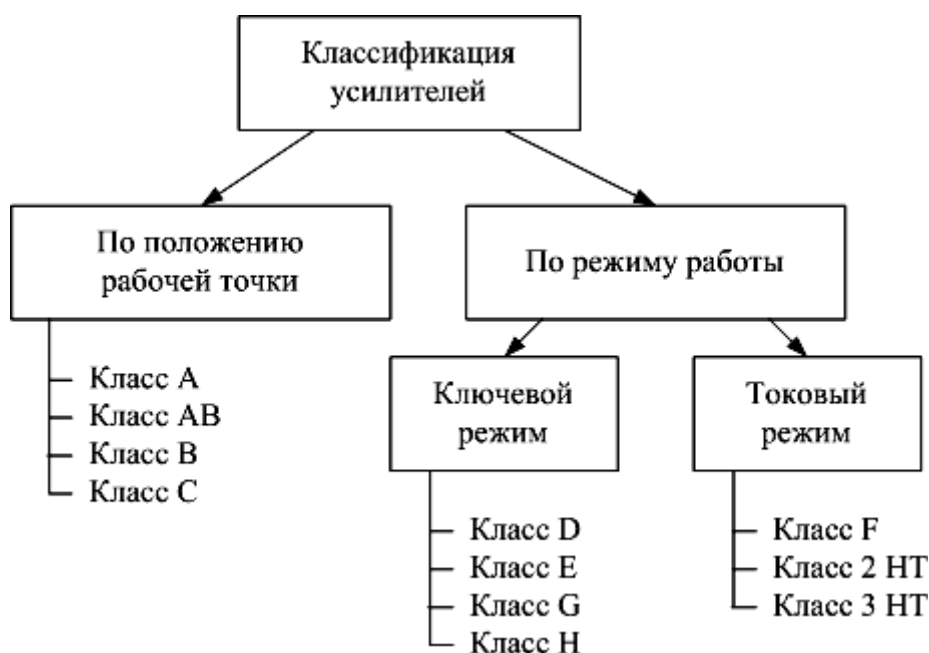 Классификация
усилителей
По положению
рабочей точки
По режиму работы
Класс A
Класс AB
Класс B
Класс C
Ключевой
режим
Токовый
режим
Класс D
Класс E
Класс G
Класс H
Класс F
Класс 2 HT
Класс 3 HT